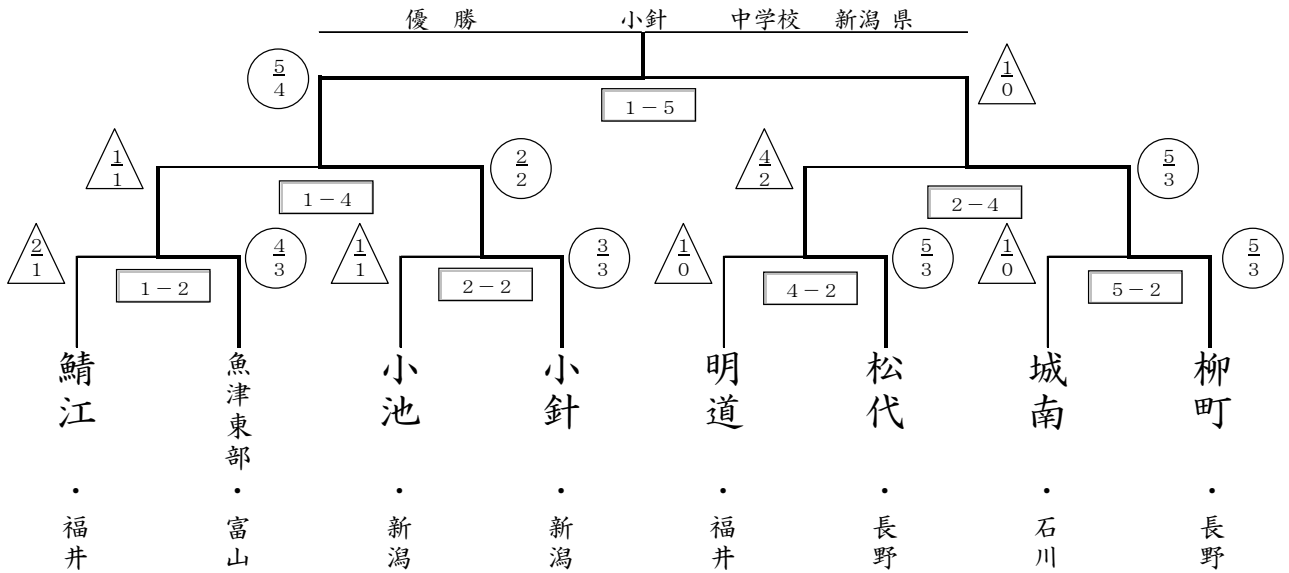 優 勝 小針 中学校 新潟 県
5/4
1/0
1－5
1/1
2/2
4/2
5/3
1－4
2－4
2/1
4/3
1/1
3/3
1/0
5/3
1/0
5/3
1－2
2－2
4－2
5－2
鯖江・福井
魚津東部・富山
小池・新潟
小針・新潟
明道・福井
松代・長野
城南・石川
柳町・長野